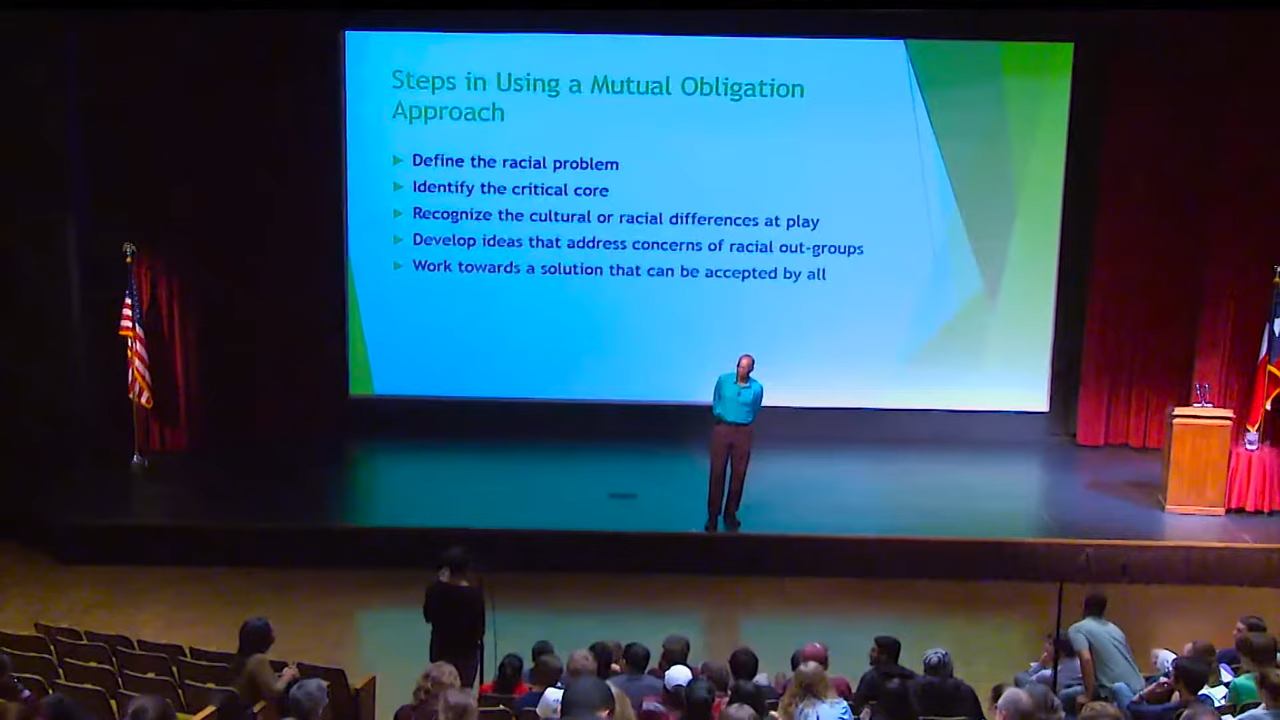 Steps in Using a Mutual Obligation
Approach
Define the racial problem
Identify the critical core
Recognize the cultural or racial differences at play
Develop ideas that address concerns of racial out-groups
Work towards a solution that can be accepted by all